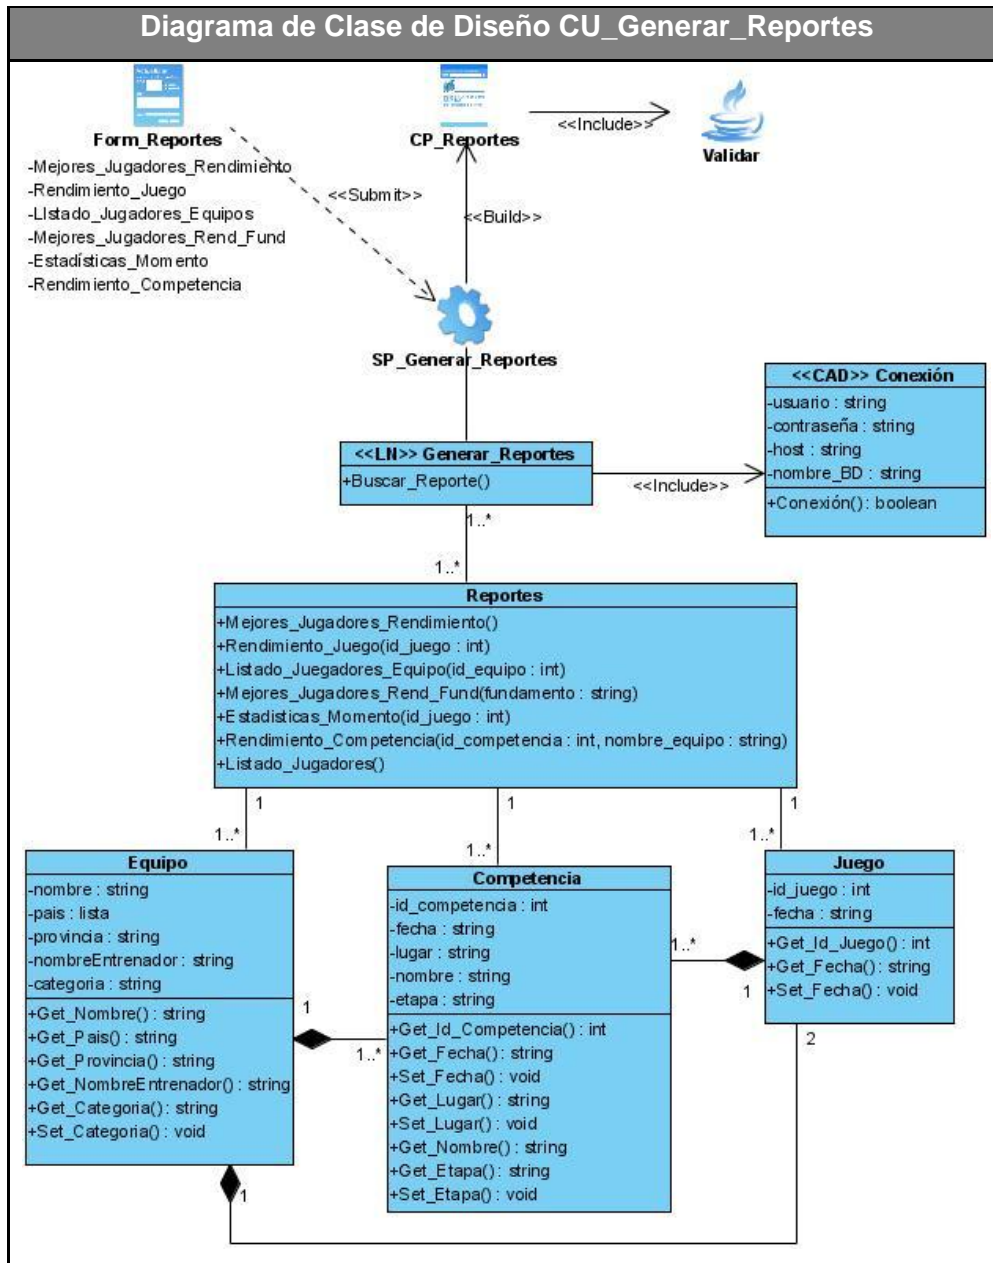 Diagrama de Clase de Diseño CU_Generar_Reportes
Form_Reportes
-Mejores_Jugadores_Rendimiento
-Rendimiento_Juego
-LIstado_Jugadores_Equipos
-Mejores_Jugadores_Rend_Fund
-Estadísticas_Momento
-Rendimiento_Competencia
<<Submit>>
CP_Reportes
<<Include>>
Validar
<<Build>>
SP_Generar_Reportes
<<LN>> Generar_Reportes
+Buscar_Reporte()
<<Include>>
<<CAD>> Conexión
-usuario : string
-contraseña : string
-host : string
-nombre_BD : string
+Conexión() : boolean
1..*
1..*
Reportes
+Mejores_Jugadores_Rendimiento()
+Rendimiento_Juego(id_juego : int)
+Listado_Juegadores_Equipo(id_equipo : int)
+Mejores_Jugadores_Rend_Fund(fundamento : string)
+Estadisticas_Momento(id_juego : int)
+Rendimiento_Competencia(id_competencia : int, nombre_equipo : string)
+Listado_Jugadores()
1
1
1
1..*
1..*
1..*
Equipo
-nombre : string
-pais : lista
-provincia : string
-nombreEntrenador : string
-categoria : string
+Get_Nombre() : string
+Get_Pais() : string
+Get_Provincia() : string
+Get_NombreEntrenador() : string
+Get_Categoria() : string
+Set_Categoria() : void
1
1..*
Competencia
-id_competencia : int
-fecha : string
-lugar : string
-nombre : string
-etapa : string
+Get_Id_Competencia() : int
+Get_Fecha() : string
+Set_Fecha() : void
+Get_Lugar() : string
+Set_Lugar() : void
+Get_Nombre() : string
+Get_Etapa() : string
+Set_Etapa() : void
1..*
1
Juego
-id_juego : int
-fecha : string
+Get_Id_Juego() : int
+Get_Fecha() : string
+Set_Fecha() : void
2
1